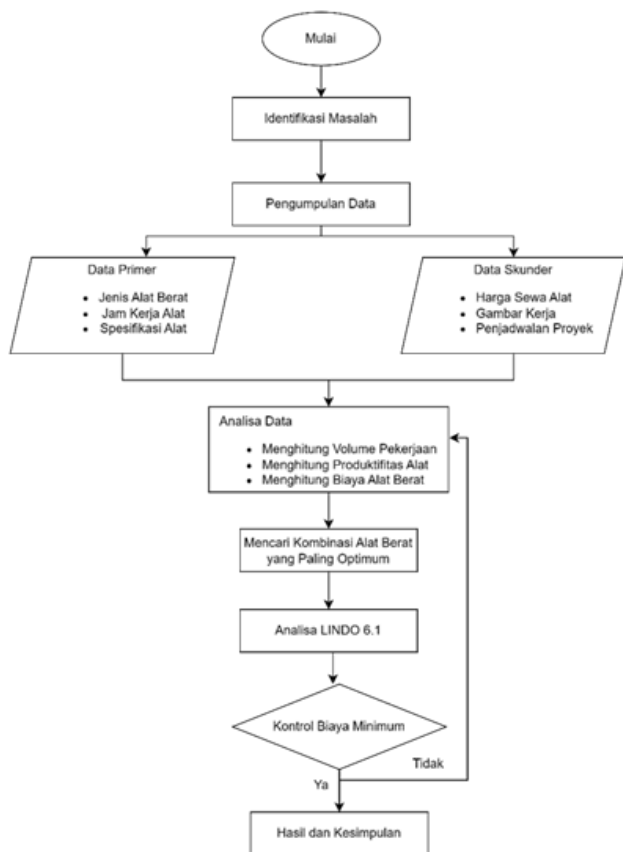 Mulai
Identifikasi Masalah
Pengumpulan Data
Data Primer
• Jenis Alat Berat
• Jam Kerja Alat
• Spesifikasi Alat
Data Skunder
• Harga Sewa Alat
• Gambar Kerja
• Penjadwalan Proyek
Analisa Data
• Menghitung Volume Pekerjaan
• Menghitung Produktifitas Alat
• Menghitung Biaya Alat Berat
Mencari Kombinasi Alat Berat
yang Paling Optimum
Analisa LINDO 6.1
Kontrol Biaya Minimum
Tidak
Ya
Hasil dan Kesimpulan